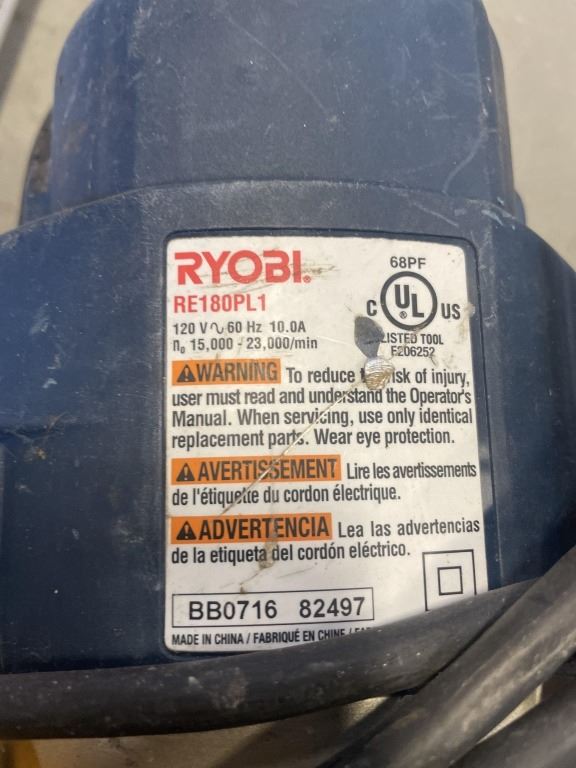 RYOBI®
RE180PL1
120 V∿60 Hz 10.0A
n₀ 15,000 - 23,000/min
68PF
C UL® US
LISTED TOOL
E206252
⚠WARNING To reduce risk of injury,
user must read and understand the Operator's
Manual. When servicing, use only identical
replacement parts. Wear eye protection.
⚠AVERTISSEMENT Lire les avertissements
de l'étiquette du cordon électrique.
⚠ADVERTENCIA Lea las advertencias
de la etiqueta del cordón eléctrico.
BB0716 82497
MADE IN CHINA / FABRIQUÉ EN CHINE /